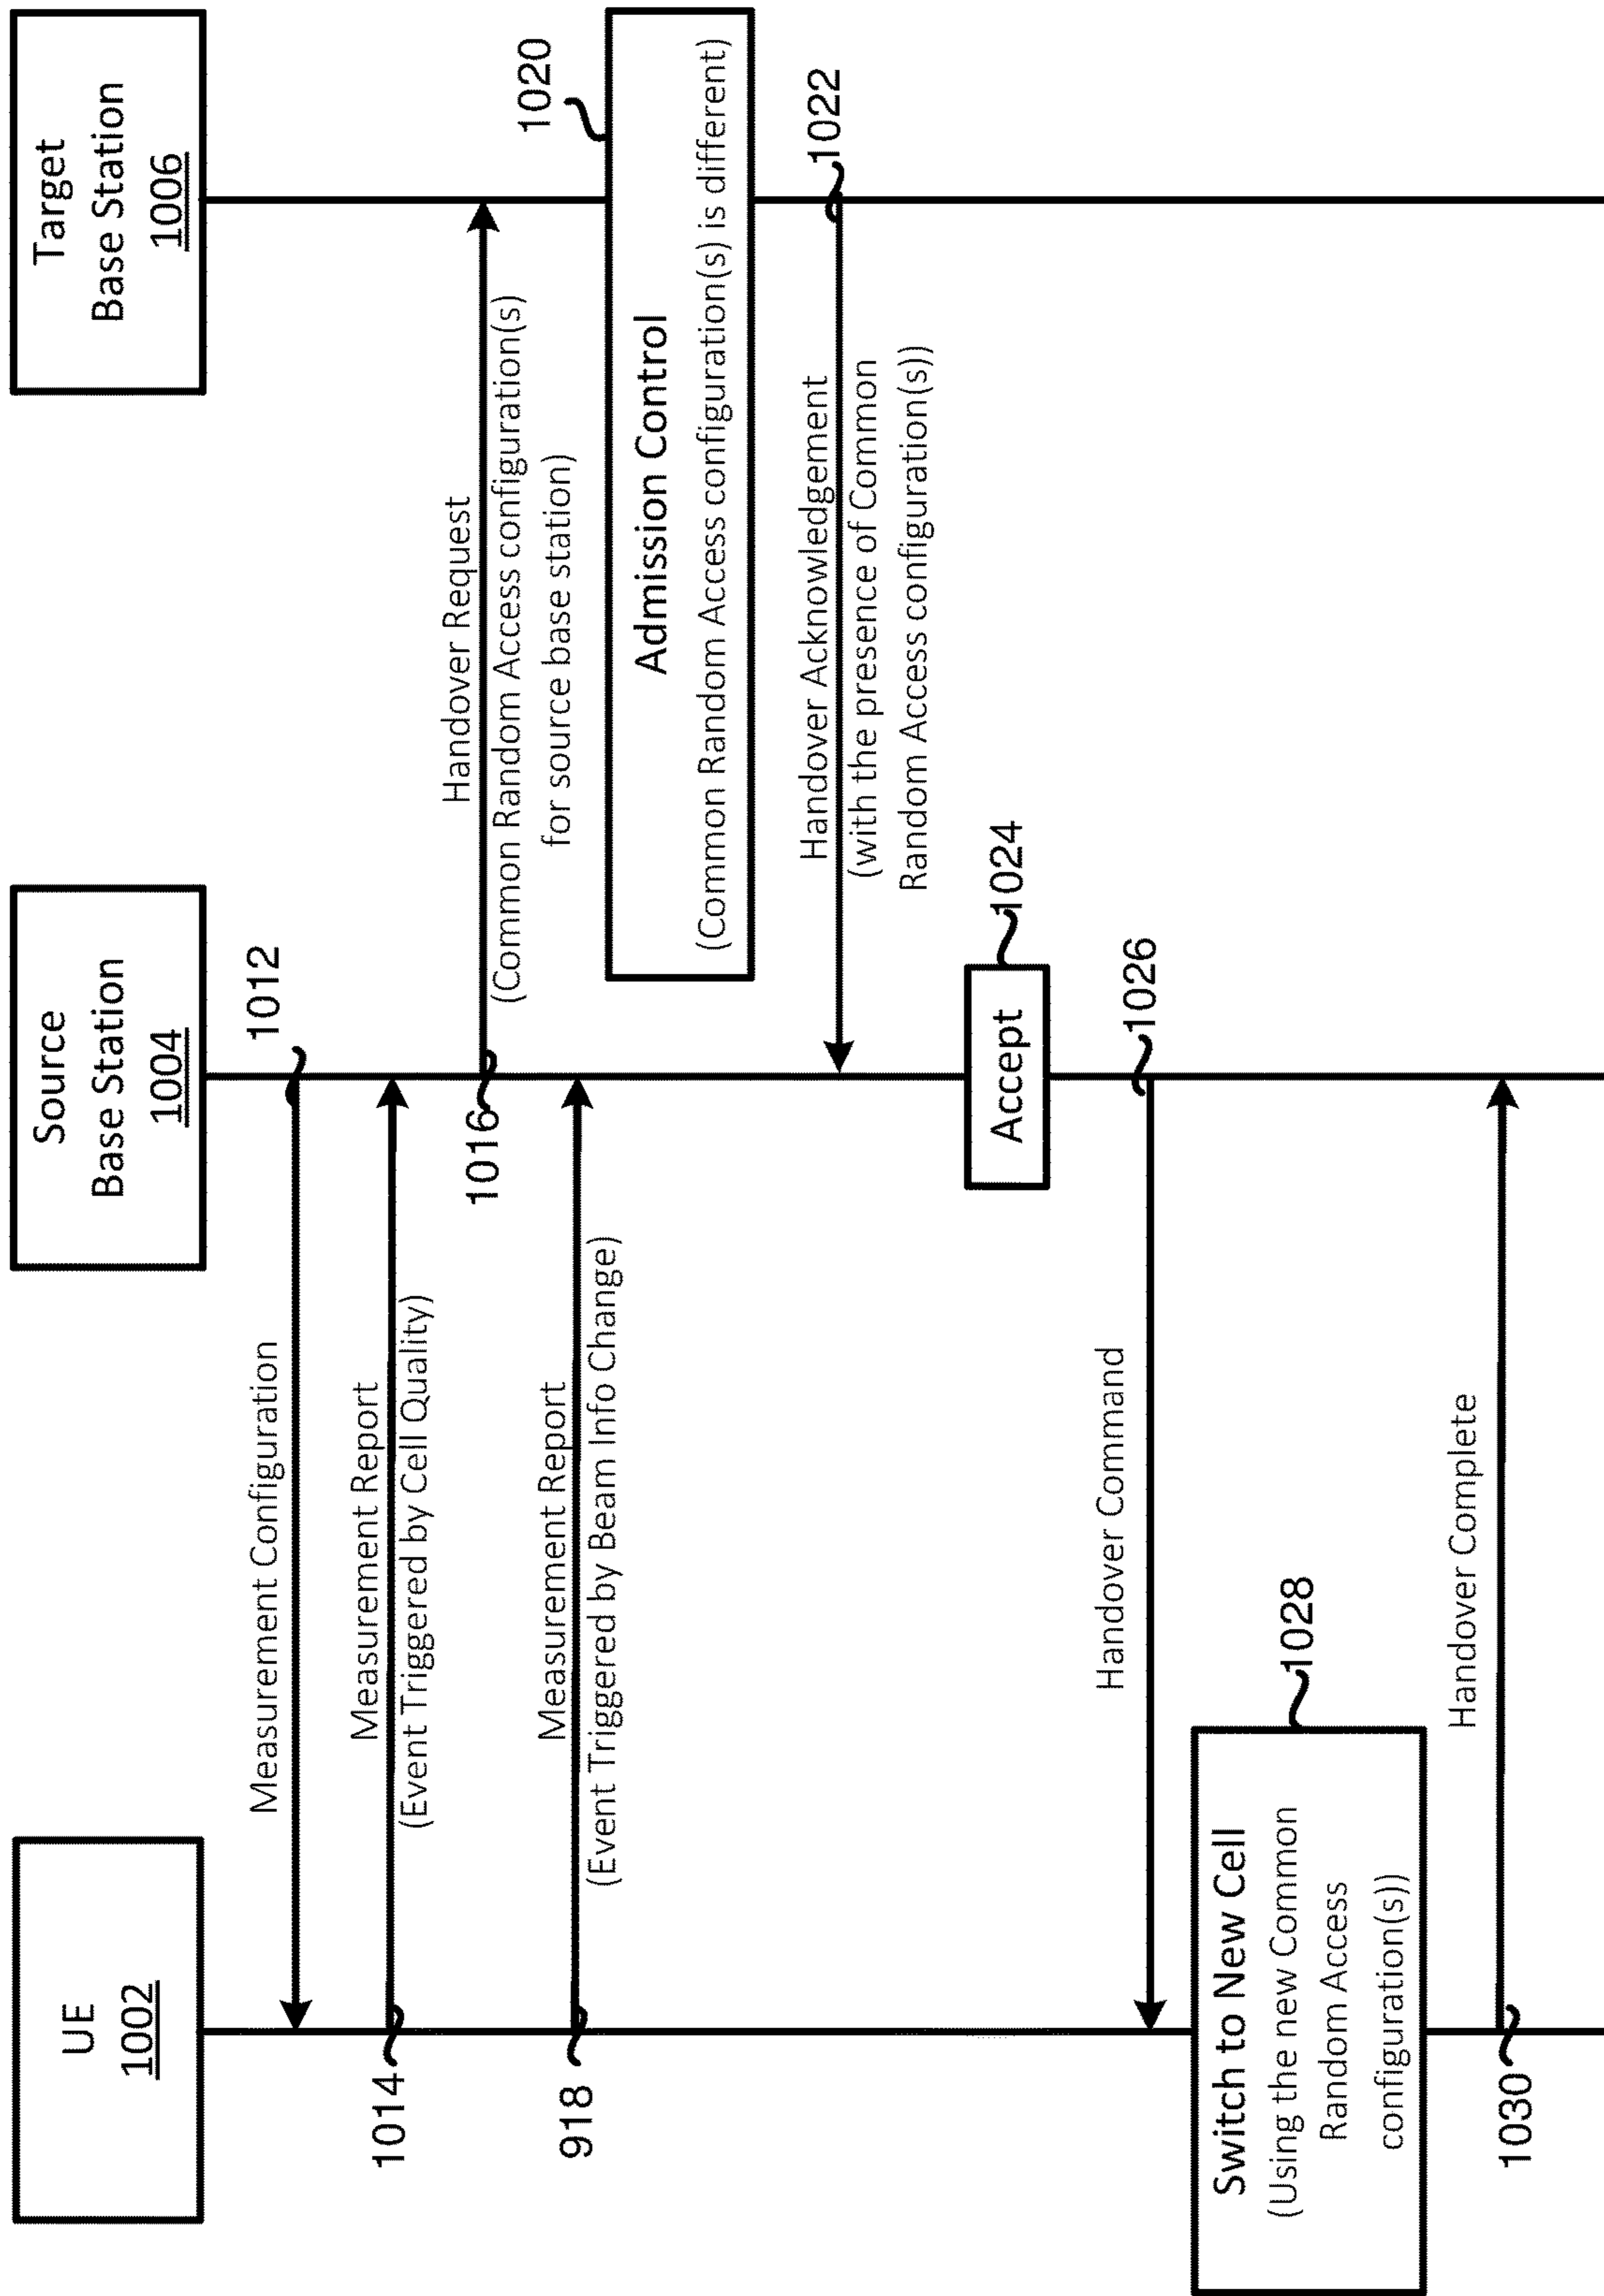 UE
1002
Source
Base Station
1004
Target
Base Station
1006
1012
Measurement Configuration
Measurement Report
(Event Triggered by Cell Quality)
1014
Handover Request
(Common Random Access configuration(s)
for source base station)
1016
Measurement Report
(Event Triggered by Beam Info Change)
918
1020
Admission Control
(Common Random Access configuration(s) is different)
1022
Handover Acknowledgement
(with the presence of Common
Random Access configuration(s))
Accept
1024
1026
Handover Command
Switch to New Cell
(Using the new Common
Random Access
configuration(s))
1028
Handover Complete
1030